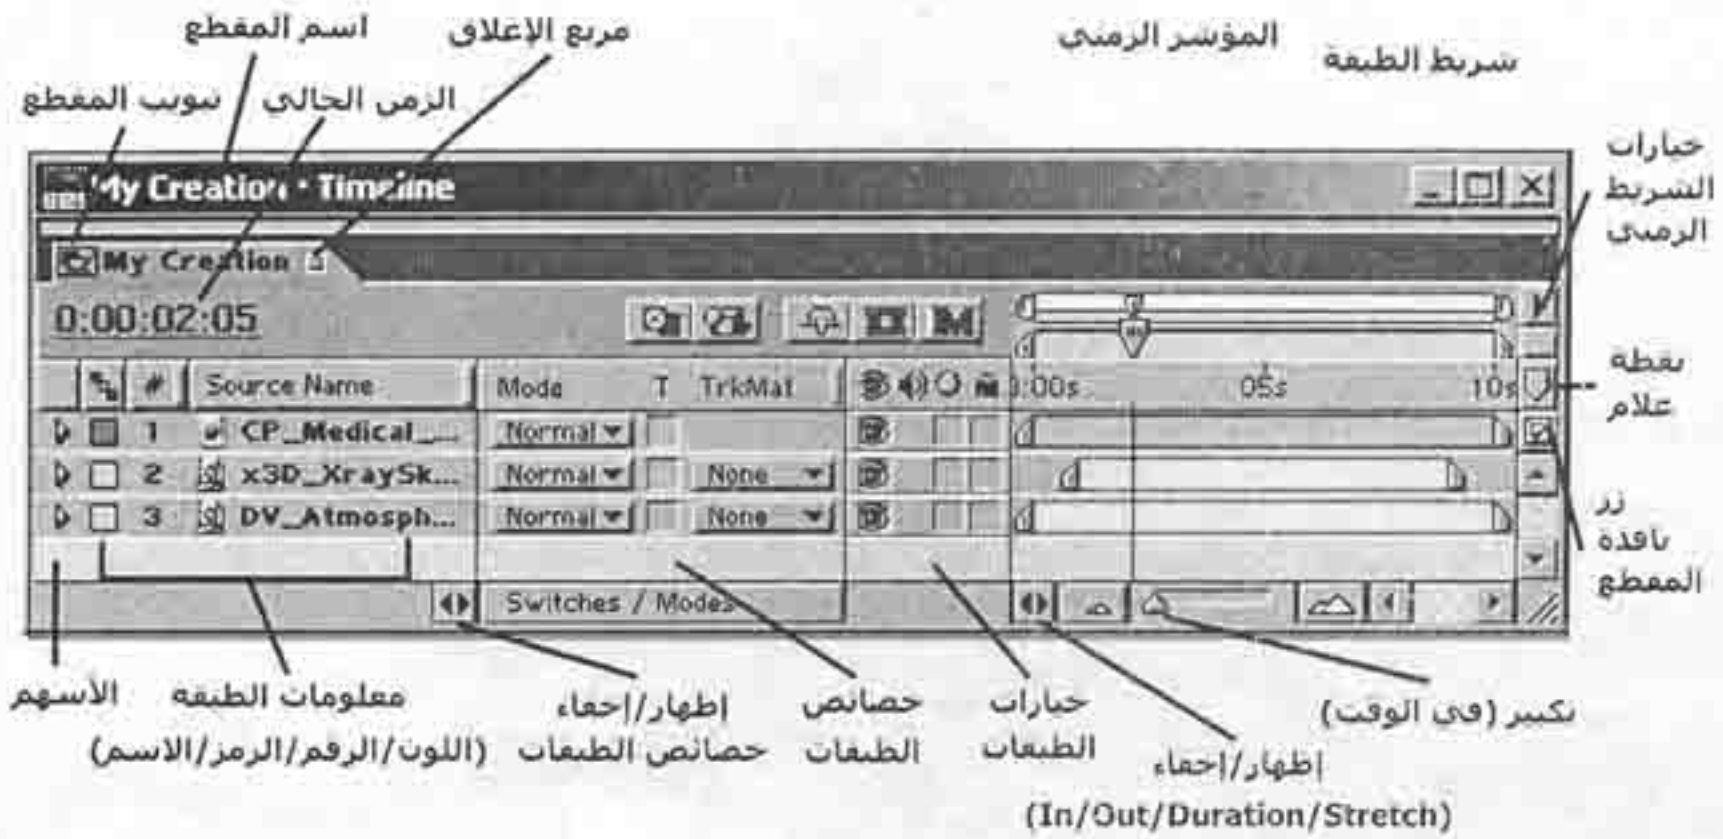 اسم المقطع
مربع الإغلاق
المؤشر الزمني
شريط الطبقة
تبويب المقطع
الزمن الحالي
خيارات
الشريط
الزمني
My Creation • Timeline
My Creation
0:00:02:05
# Source Name Mode T TrkMat :00s 05s 10s
نقطة
علام
1 CP_Medical_... Normal
2 x3D_XraySk... Normal None
3 DV_Atmosph... Normal None
زر
نافذة
المقطع
Switches / Modes
الأسهم
معلومات الطبقه
(اللون/الرقم/الرمز/الاسم)
إظهار/إخفاء
خصائص الطبقات
خصائص
الطبقات
خيارات
الطبقات
إظهار/إخفاء
(In/Out/Duration/Stretch)
تكبير (في الوقت)